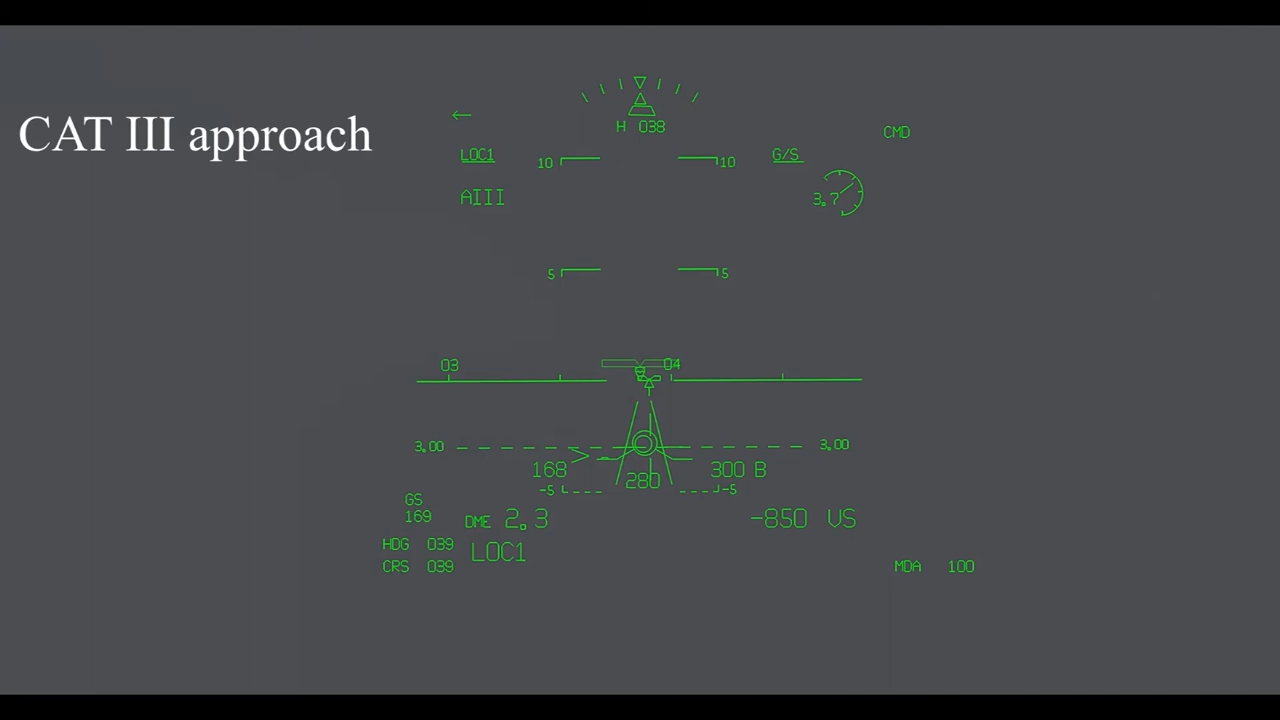 CAT III approach
H 038
CMD
LOC1
G/S
10
10
AIII
3.7
5
5
03
04
3.00
3.00
168
280
300 B
-5
-5
GS
169
DME 2.3
-850 VS
HDG 039
LOC1
CRS 039
MDA 100